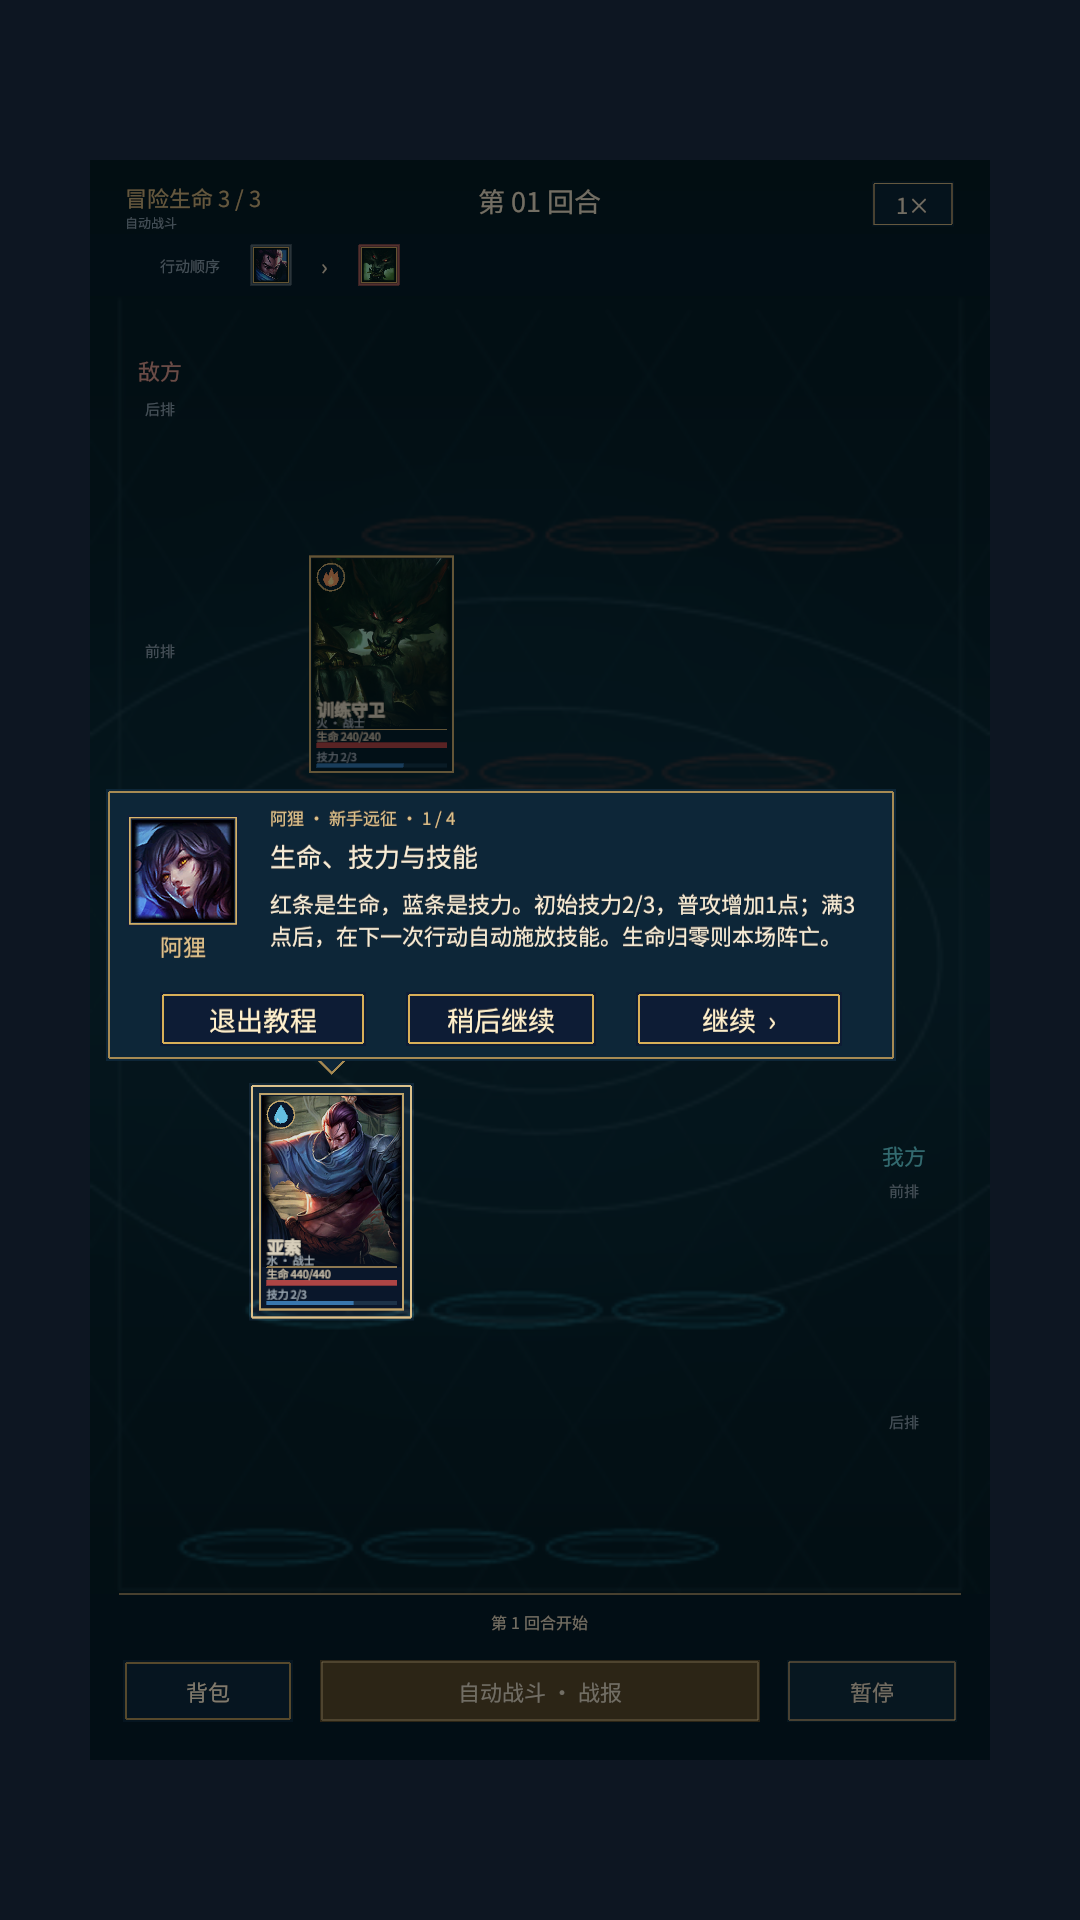 冒险生命 3 / 3
第 01 回合
1×
自动战斗
行动顺序
›
敌方
后排
前排
训练守卫
火 · 战士
生命 240/240
技力 2/3
阿狸 · 新手远征 · 1 / 4
生命、技力与技能
红条是生命，蓝条是技力。初始技力2/3，普攻增加1点；满3
点后，在下一次行动自动施放技能。生命归零则本场阵亡。
阿狸
退出教程
稍后继续
继续 ›
亚索
水 · 战士
生命 440/440
技力 2/3
我方
前排
后排
第 1 回合开始
背包
自动战斗 · 战报
暂停